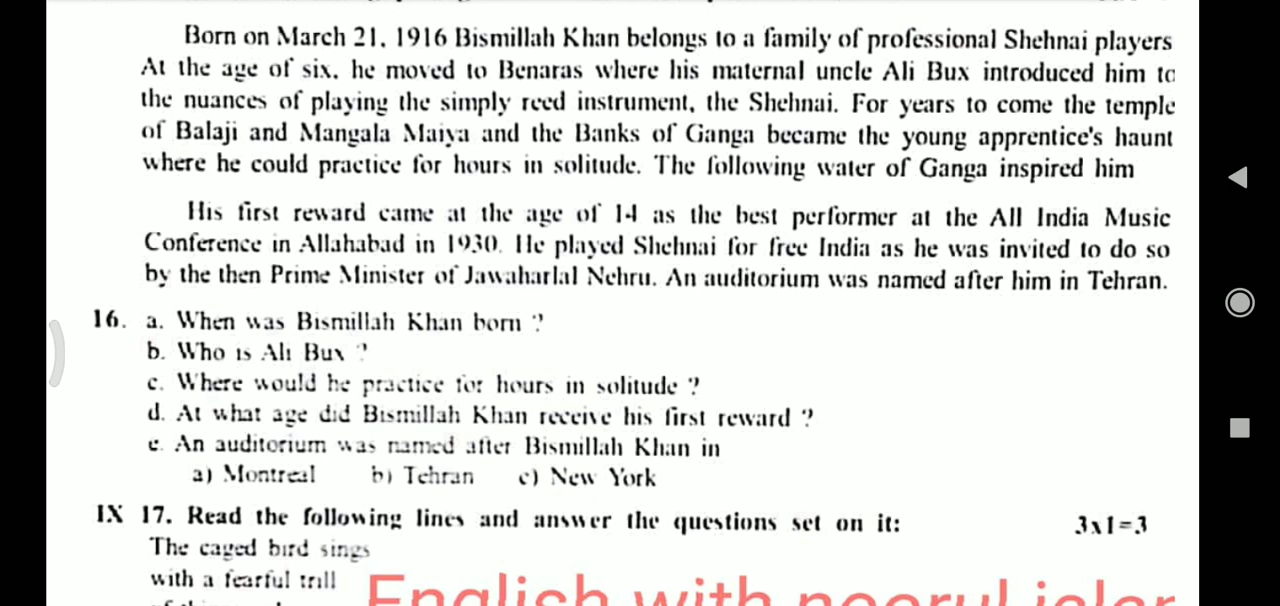 Born on March 21, 1916 Bismillah Khan belongs to a family of professional Shehnai players
At the age of six, he moved to Benaras where his maternal uncle Ali Bux introduced him to
the nuances of playing the simply reed instrument, the Shehnai. For years to come the temple
of Balaji and Mangala Maiya and the Banks of Ganga became the young apprentice's haunt
where he could practice for hours in solitude. The following water of Ganga inspired him
His first reward came at the age of 14 as the best performer at the All India Music
Conference in Allahabad in 1930. He played Shehnai for free India as he was invited to do so
by the then Prime Minister of Jawaharlal Nehru. An auditorium was named after him in Tehran.
16. a. When was Bismillah Khan born ?
b. Who is Ali Bux ?
c. Where would he practice for hours in solitude ?
d. At what age did Bismillah Khan receive his first reward ?
e. An auditorium was named after Bismillah Khan in
a) Montreal b) Tehran c) New York
IX 17. Read the following lines and answer the questions set on it: 3x1=3
The caged bird sings
with a fearful trill
English with